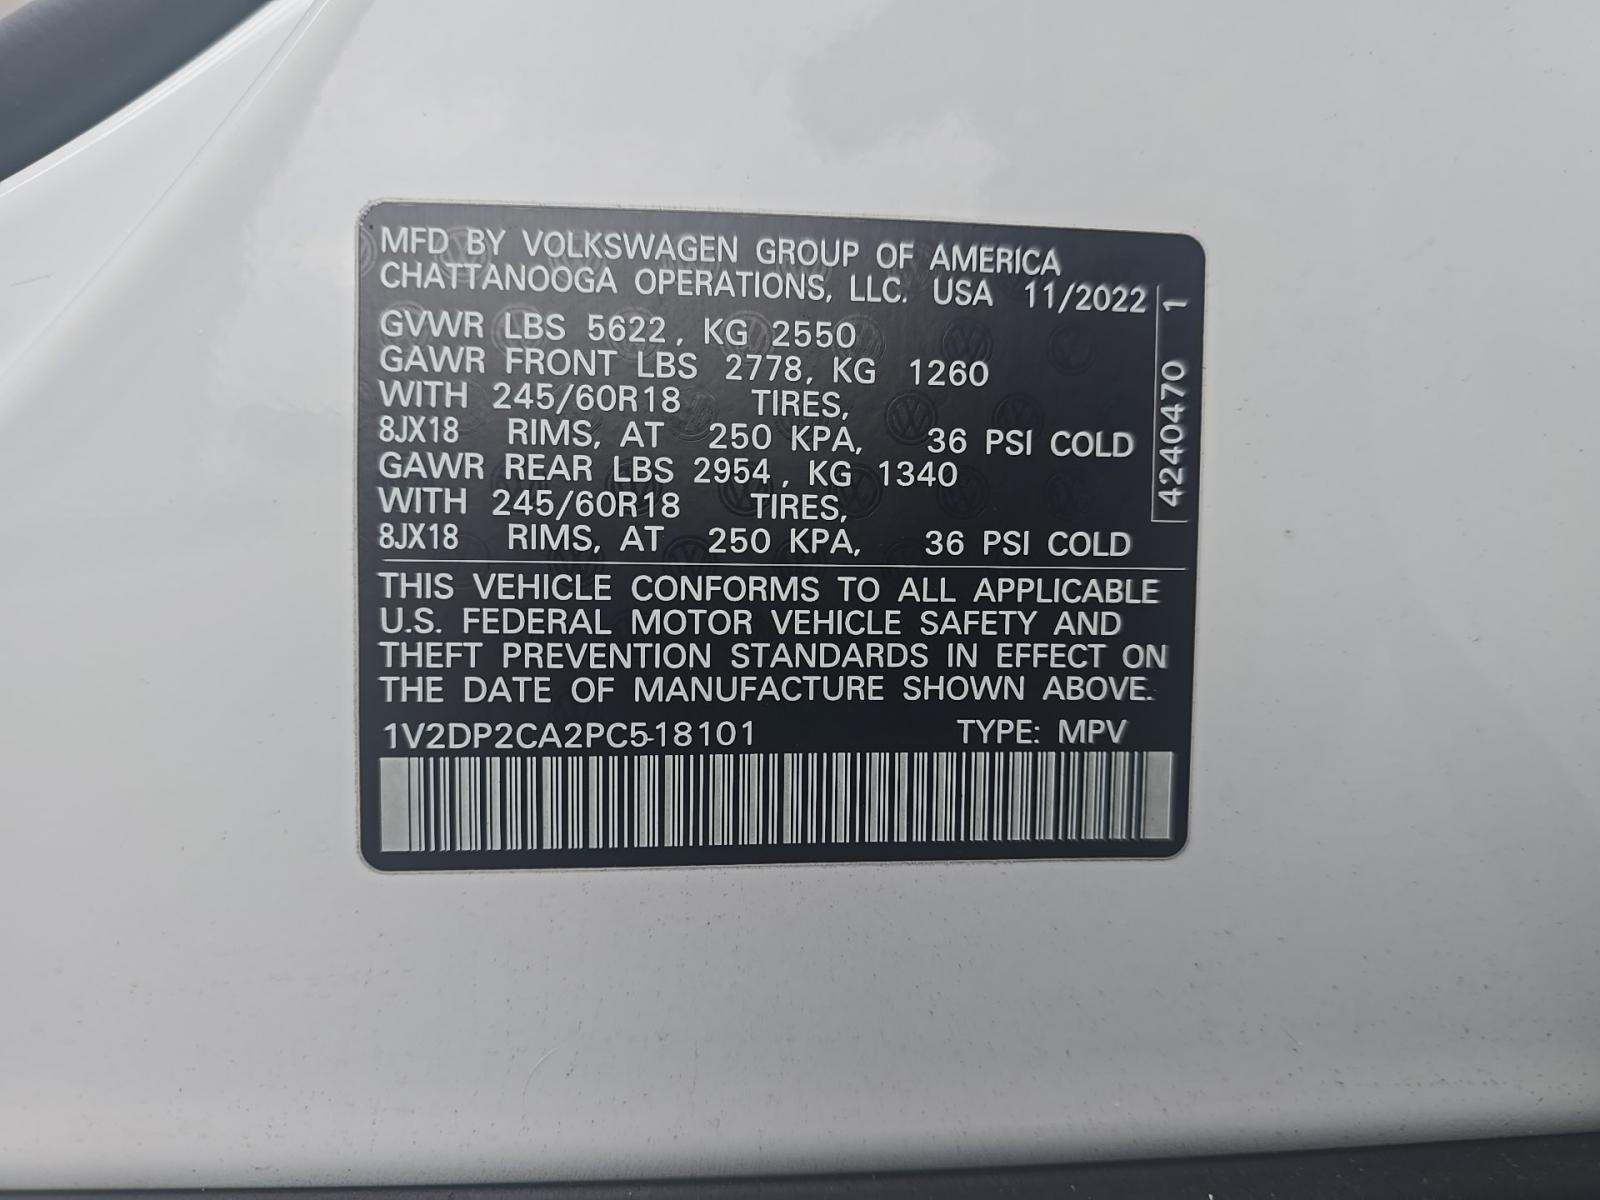 MFD BY VOLKSWAGEN GROUP OF AMERICA
CHATTANOOGA OPERATIONS, LLC. USA 11/2022
GVWR LBS 5622, KG 2550
GAWR FRONT LBS 2778, KG 1260
WITH 245/60R18 TIRES,
8JX18 RIMS, AT 250 KPA, 36 PSI COLD
GAWR REAR LBS 2954, KG 1340
WITH 245/60R18 TIRES,
8JX18 RIMS, AT 250 KPA, 36 PSI COLD
4240470 1
THIS VEHICLE CONFORMS TO ALL APPLICABLE
U.S. FEDERAL MOTOR VEHICLE SAFETY AND
THEFT PREVENTION STANDARDS IN EFFECT ON
THE DATE OF MANUFACTURE SHOWN ABOVE.
1V2DP2CA2PC518101 TYPE: MPV